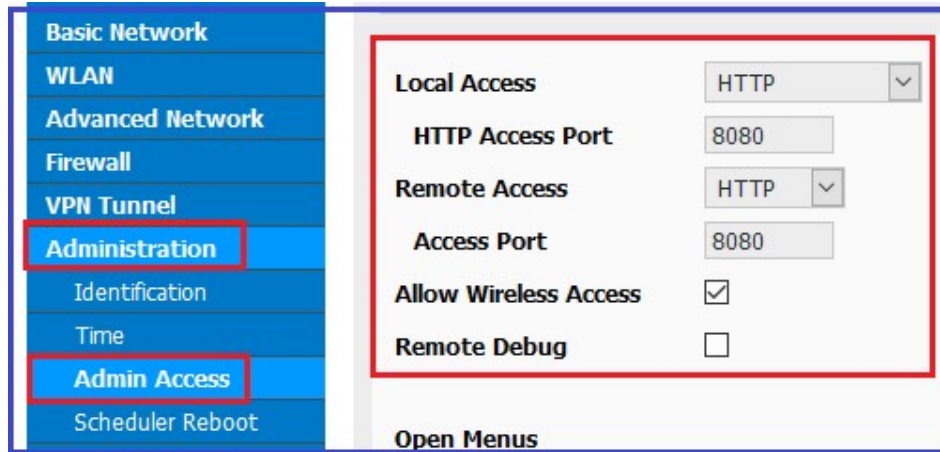 Basic Network
WLAN
Advanced Network
Firewall
VPN Tunnel
Administration
Identification
Time
Admin Access
Scheduler Reboot
Local Access HTTP
HTTP Access Port 8080
Remote Access HTTP
Access Port 8080
Allow Wireless Access
Remote Debug
Open Menus